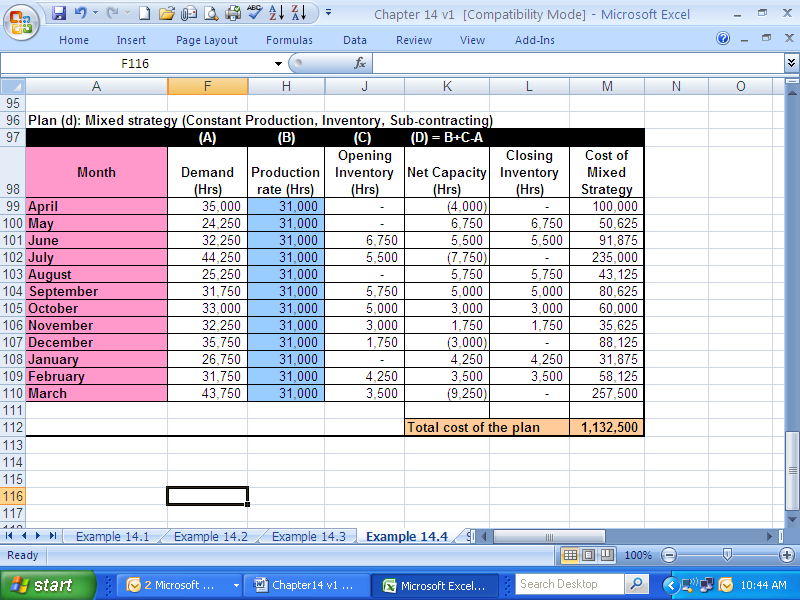 Chapter 14 v1 [Compatibility Mode] - Microsoft Excel
Home Insert Page Layout Formulas Data Review View Add-Ins
F116 fx
A F H J K L M N O
95
96 Plan (d): Mixed strategy (Constant Production, Inventory, Sub-contracting)
97 (A) (B) (C) (D) = B+C-A
98 Month Demand (Hrs) Production rate (Hrs) Opening Inventory (Hrs) Net Capacity (Hrs) Closing Inventory (Hrs) Cost of Mixed Strategy
99 April 35,000 31,000 - (4,000) - 100,000
100 May 24,250 31,000 - 6,750 6,750 50,625
101 June 32,250 31,000 6,750 5,500 5,500 91,875
102 July 44,250 31,000 5,500 (7,750) - 235,000
103 August 25,250 31,000 - 5,750 5,750 43,125
104 September 31,750 31,000 5,750 5,000 5,000 80,625
105 October 33,000 31,000 5,000 3,000 3,000 60,000
106 November 32,250 31,000 3,000 1,750 1,750 35,625
107 December 35,750 31,000 1,750 (3,000) - 88,125
108 January 26,750 31,000 - 4,250 4,250 31,875
109 February 31,750 31,000 4,250 3,500 3,500 58,125
110 March 43,750 31,000 3,500 (9,250) - 257,500
111
112 Total cost of the plan 1,132,500
113
114
115
116
117
Example 14.1 Example 14.2 Example 14.3 Example 14.4
Ready 100%
start 2 Microsoft ... Chapter14 v1 ... Microsoft Excel... Search Desktop 10:44 AM